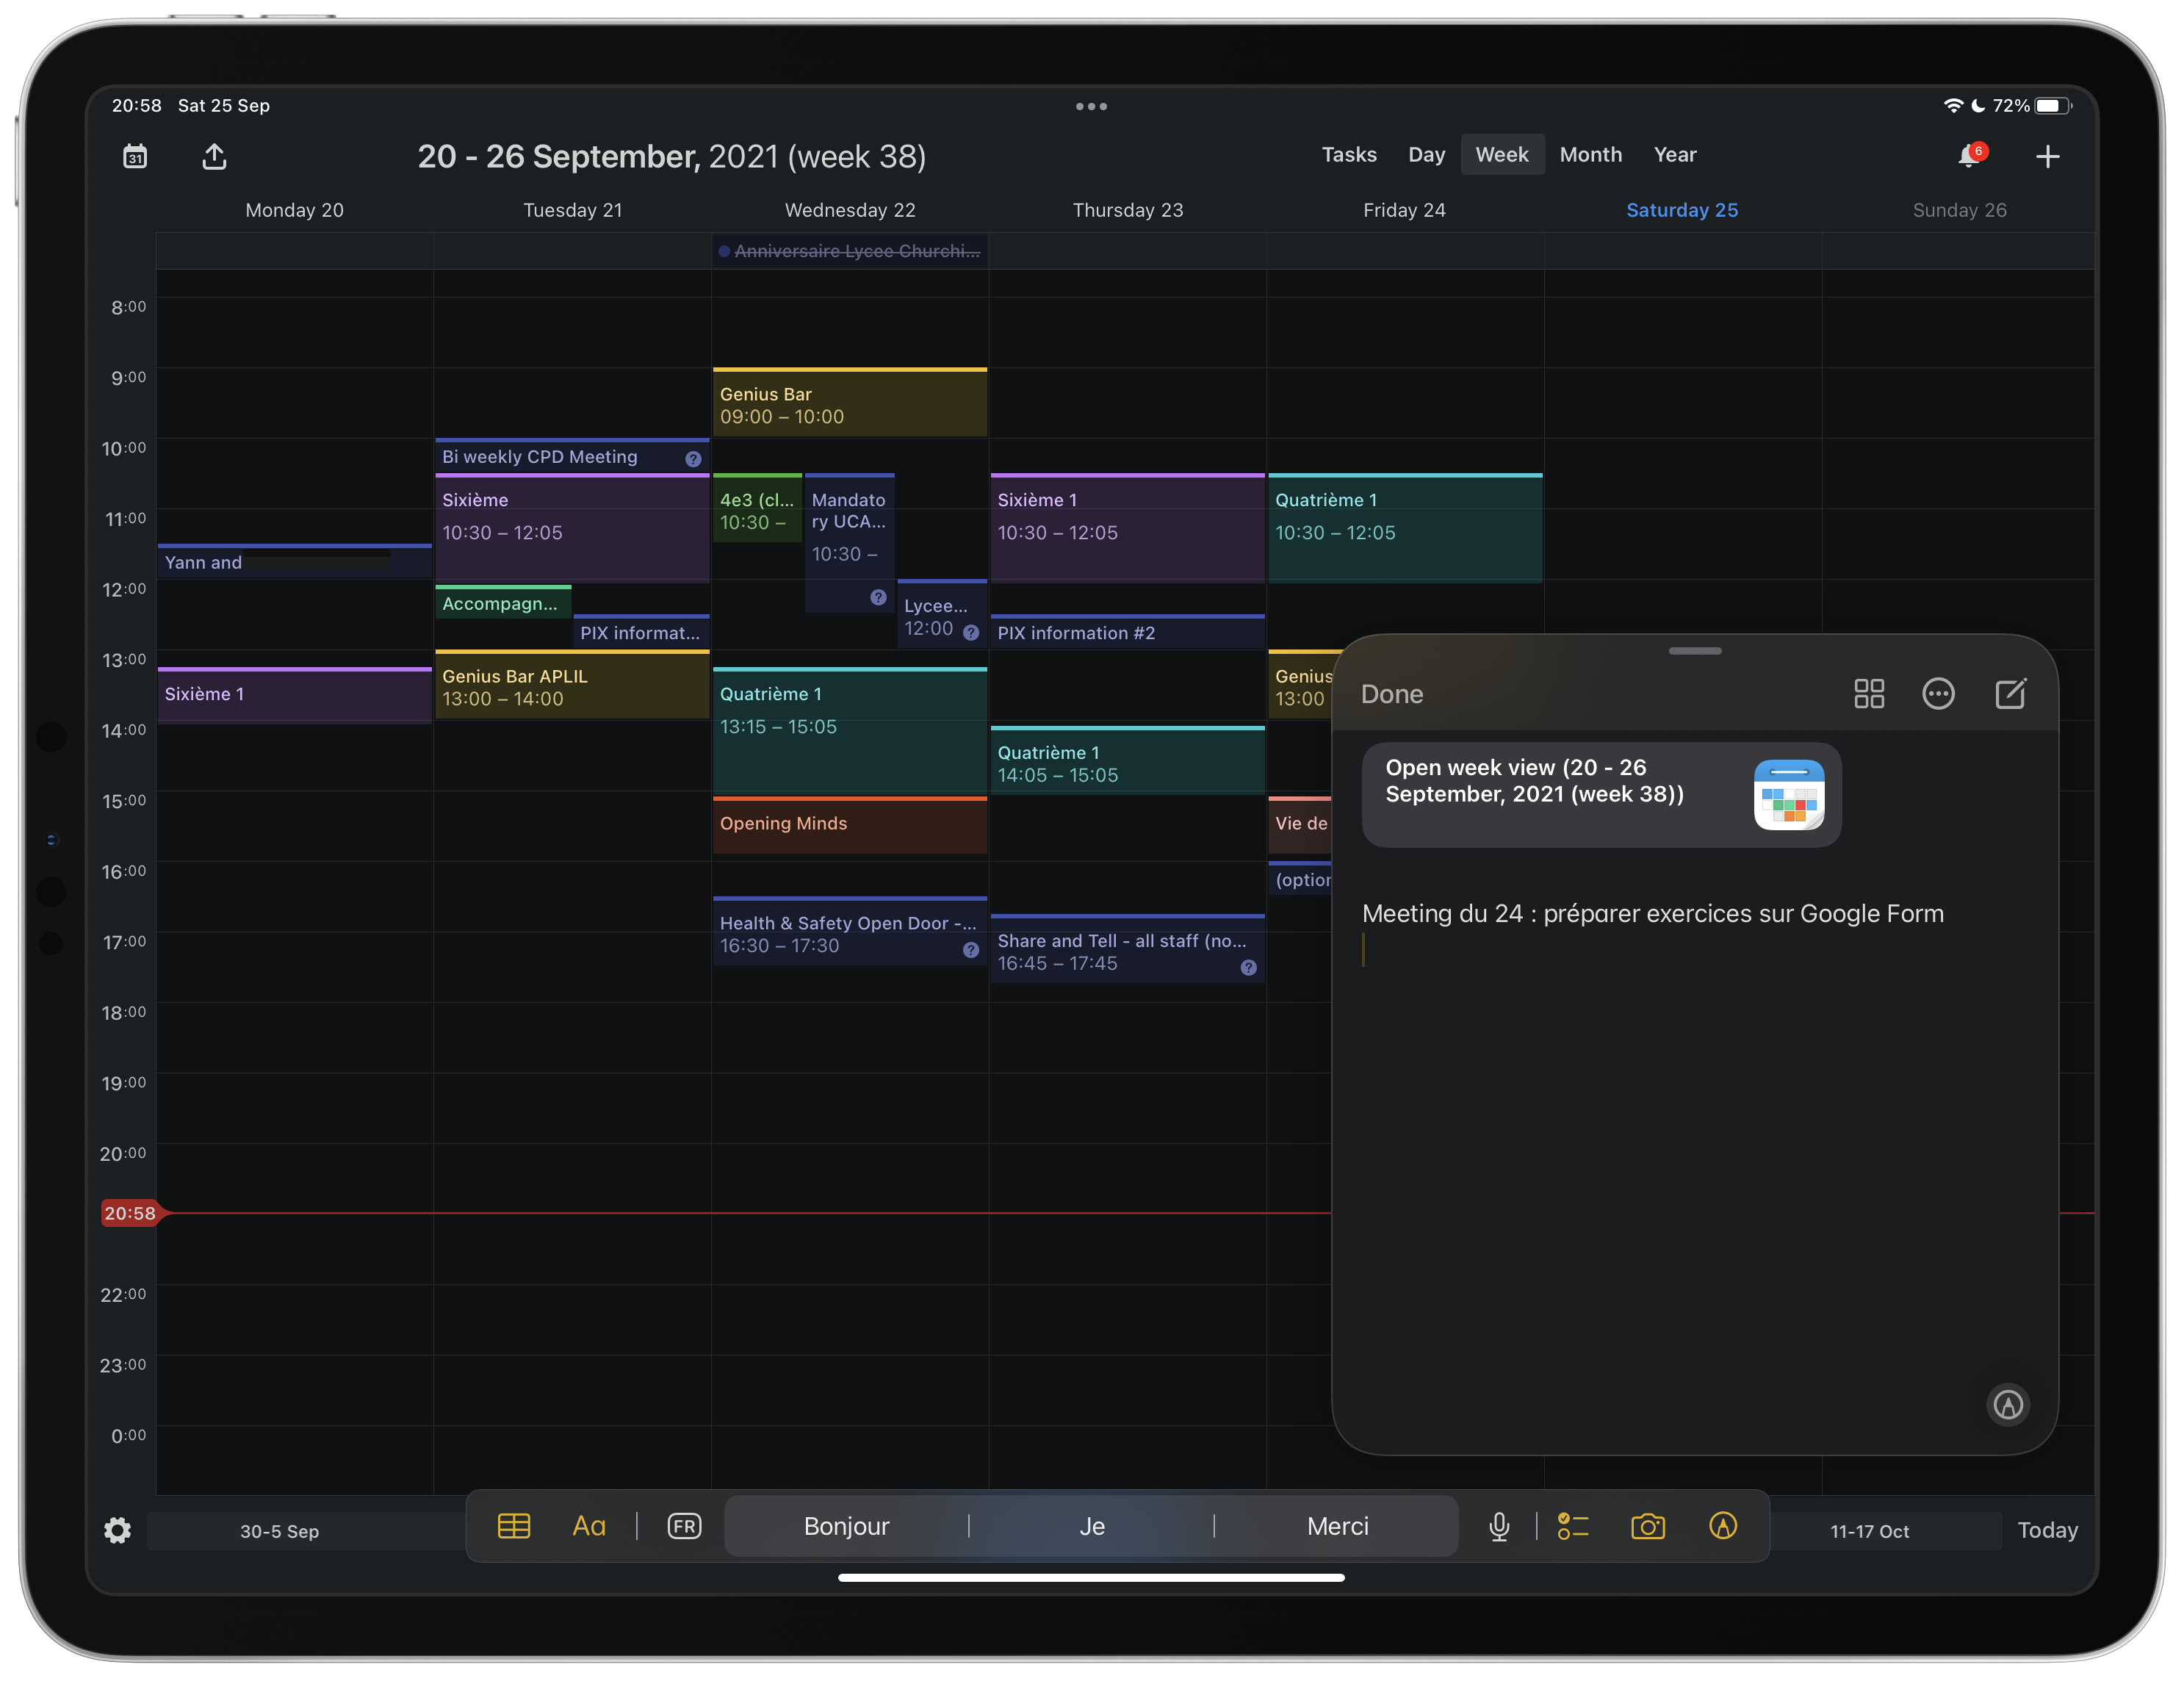 20:58 Sat 25 Sep
72%
31
20 - 26 September, 2021 (week 38)
Tasks Day Week Month Year
6
Monday 20 Tuesday 21 Wednesday 22 Thursday 23 Friday 24 Saturday 25 Sunday 26
Anniversaire Lycee Churchi...
8:00
9:00
10:00
11:00
12:00
13:00
14:00
15:00
16:00
17:00
18:00
19:00
20:00
20:58
22:00
23:00
0:00
Yann and
Sixième 1
Bi weekly CPD Meeting
?
Sixième
10:30 – 12:05
Accompagn...
PIX informat...
Genius Bar APLIL
13:00 – 14:00
Genius Bar
09:00 – 10:00
4e3 (cl...
10:30 –
Mandato
ry UCA...
10:30 –
?
Lycee...
12:00
?
Quatrième 1
13:15 – 15:05
Opening Minds
Health & Safety Open Door -...
16:30 – 17:30
?
Sixième 1
10:30 – 12:05
PIX information #2
Quatrième 1
14:05 – 15:05
Share and Tell - all staff (no...
16:45 – 17:45
?
Quatrième 1
10:30 – 12:05
Genius
13:00
Vie de
(option
Done
Open week view (20 - 26
September, 2021 (week 38))
Meeting du 24 : préparer exercices sur Google Form
30-5 Sep
Aa
FR
Bonjour
Je
Merci
11-17 Oct
Today